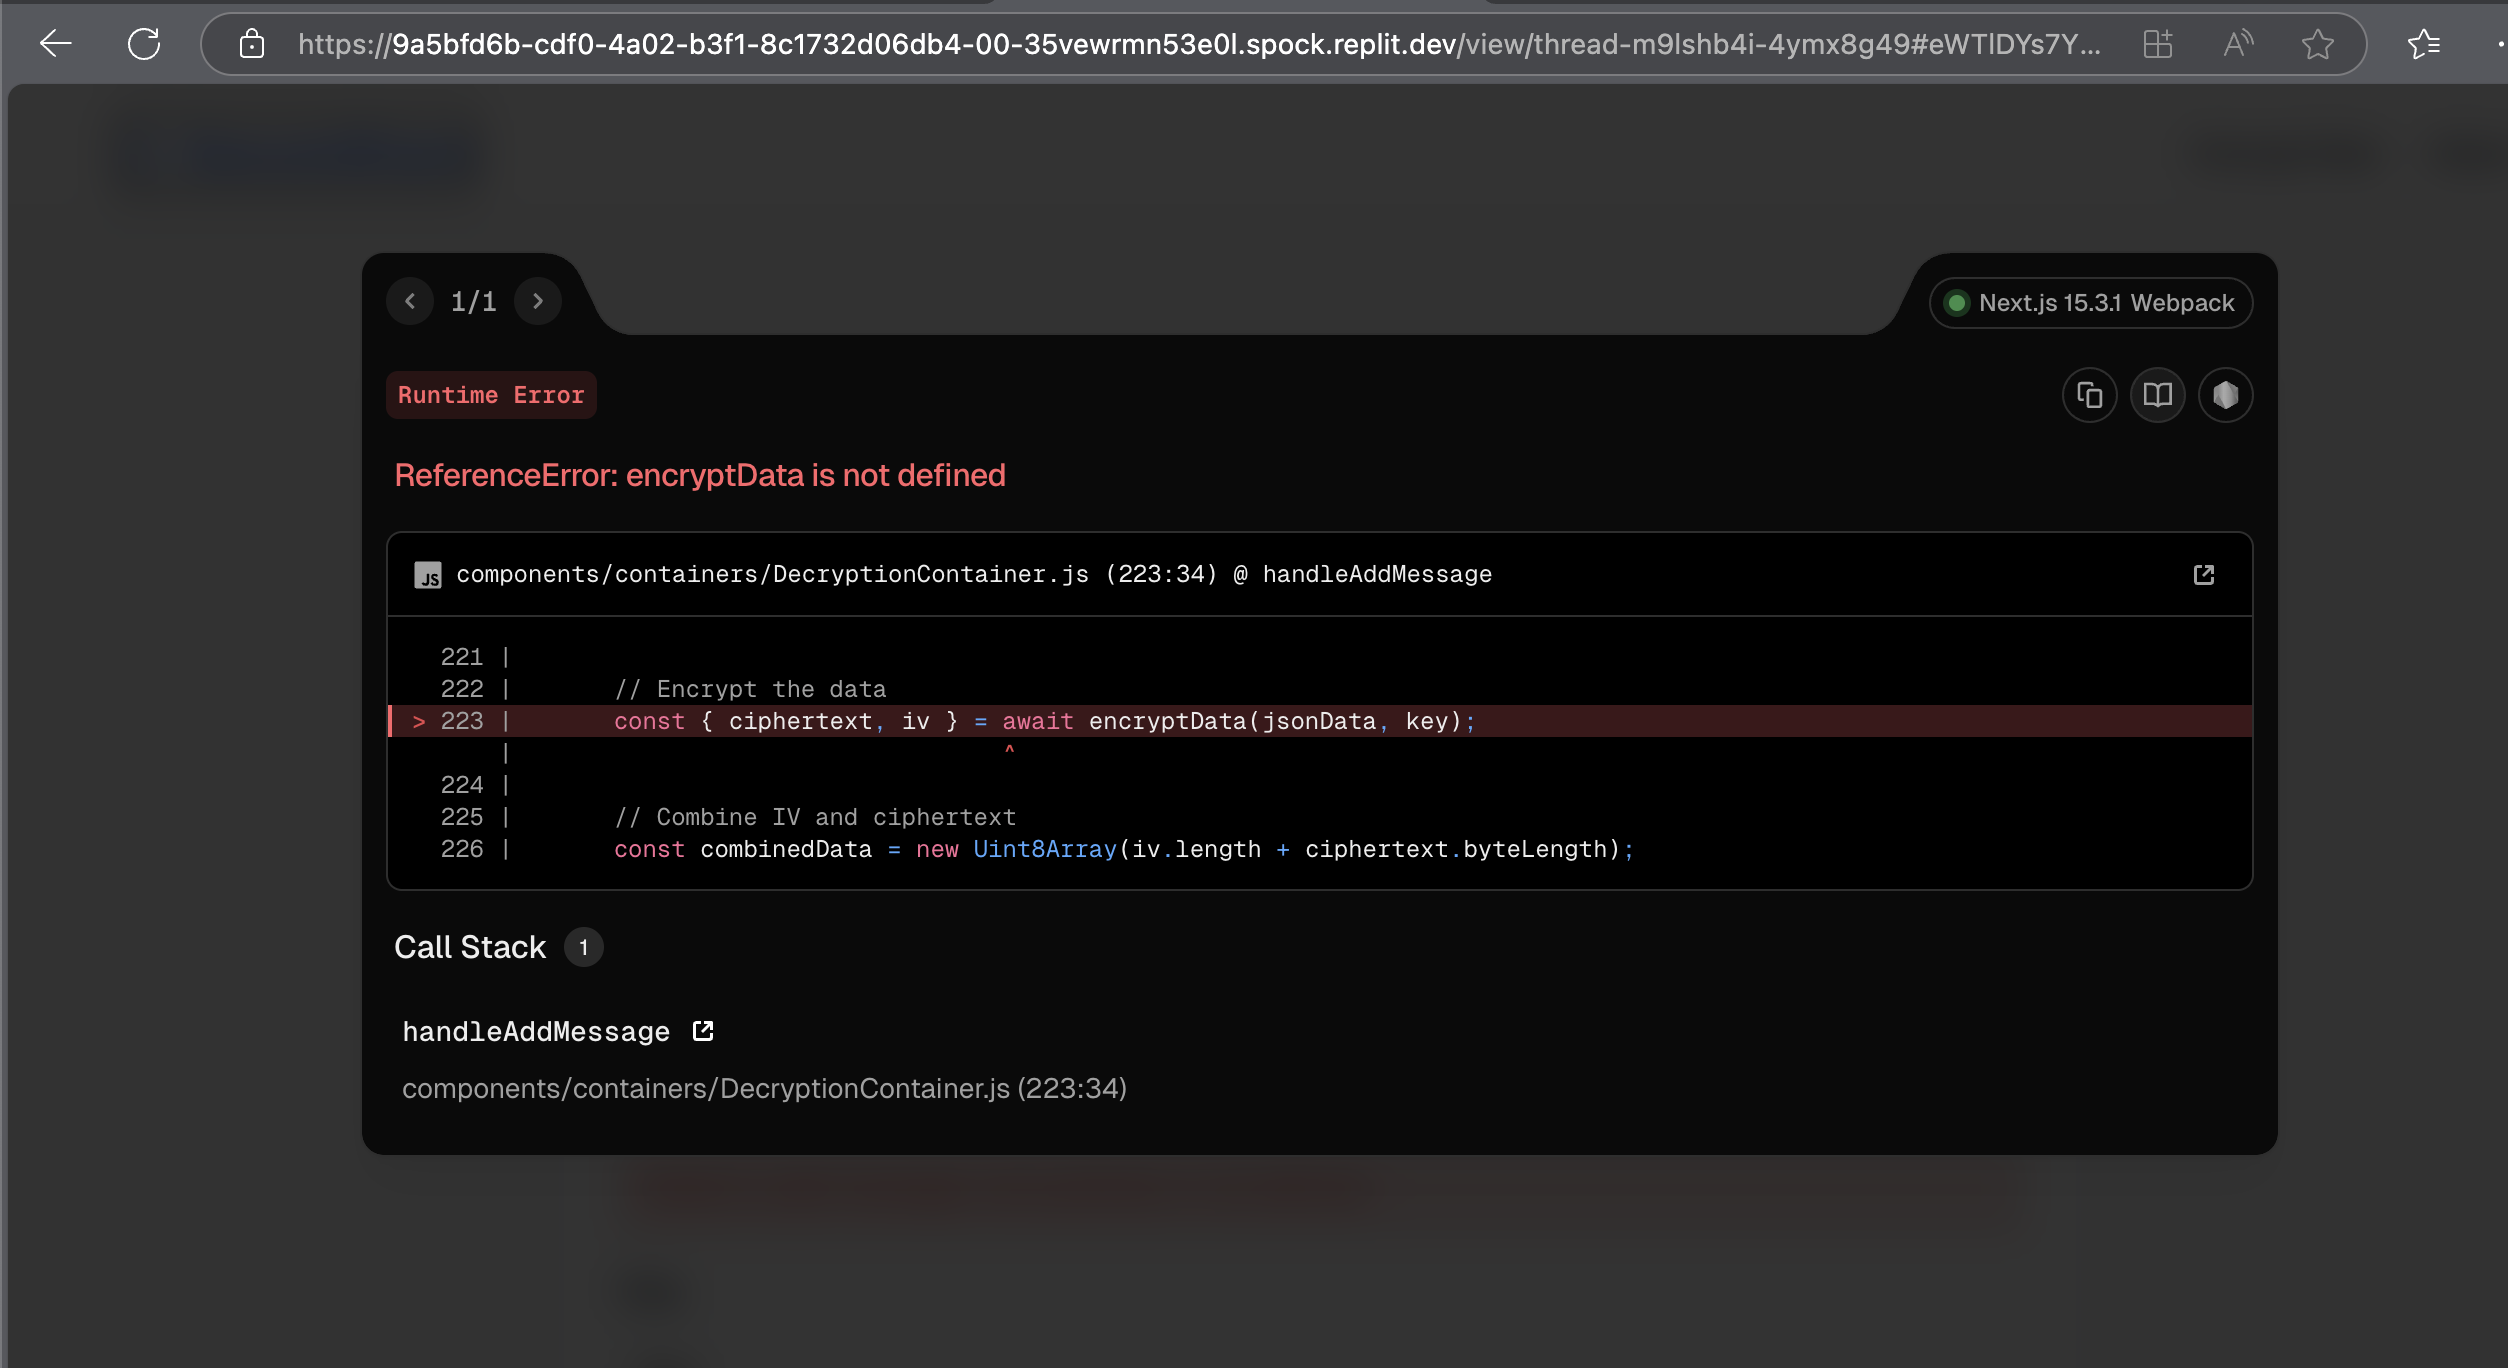 https://9a5bfd6b-cdf0-4a02-b3f1-8c1732d06db4-00-35vewrmn53e0l.spock.replit.dev/view/thread-m9lshb4i-4ymx8g49#eWTlDYs7Y...
1/1
Next.js 15.3.1 Webpack
Runtime Error
ReferenceError: encryptData is not defined
JS components/containers/DecryptionContainer.js (223:34) @ handleAddMessage
221 |
222 | // Encrypt the data
> 223 | const { ciphertext, iv } = await encryptData(jsonData, key);
| ^
224 |
225 | // Combine IV and ciphertext
226 | const combinedData = new Uint8Array(iv.length + ciphertext.byteLength);
Call Stack 1
handleAddMessage
components/containers/DecryptionContainer.js (223:34)